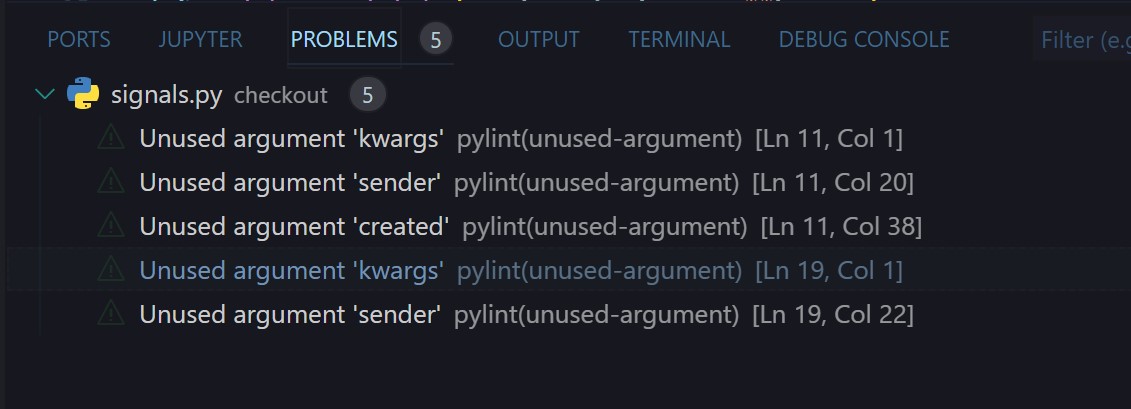 PORTS JUPYTER PROBLEMS 5 OUTPUT TERMINAL DEBUG CONSOLE Filter (e.g
signals.py checkout 5
Unused argument 'kwargs' pylint(unused-argument) [Ln 11, Col 1]
Unused argument 'sender' pylint(unused-argument) [Ln 11, Col 20]
Unused argument 'created' pylint(unused-argument) [Ln 11, Col 38]
Unused argument 'kwargs' pylint(unused-argument) [Ln 19, Col 1]
Unused argument 'sender' pylint(unused-argument) [Ln 19, Col 22]